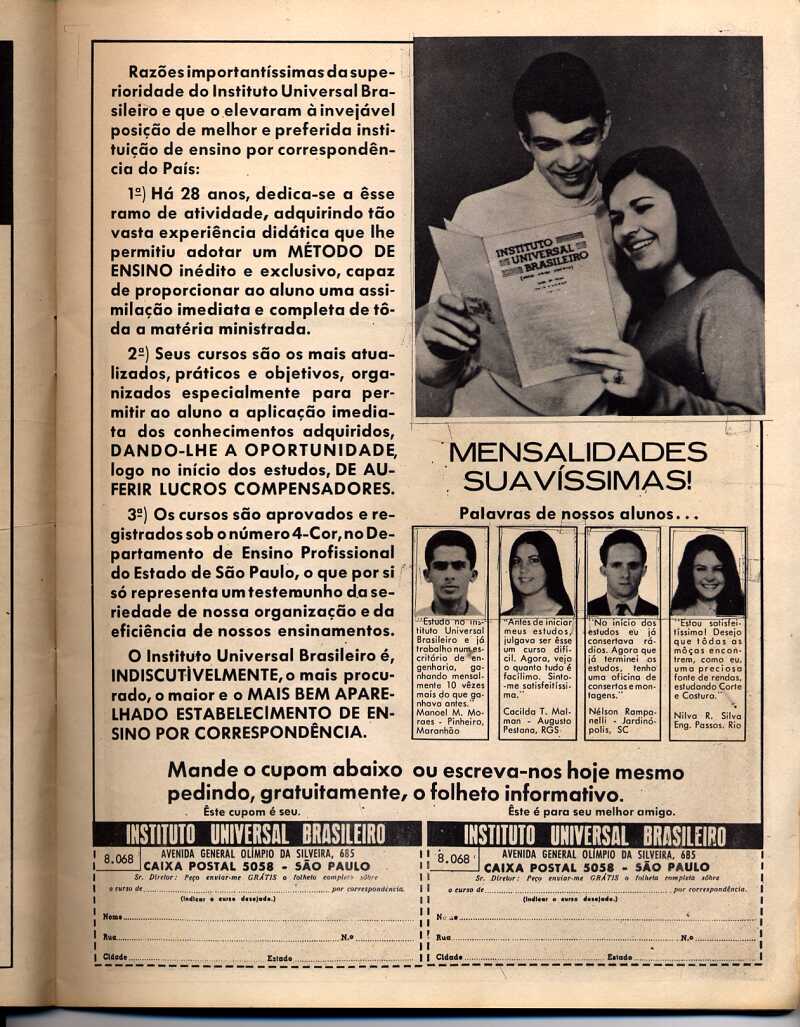 Razões importantíssimas da supe-
rioridade do Instituto Universal Bra-
sileiro e que o elevaram à invejável
posição de melhor e preferida insti-
tuição de ensino por correspondên-
cia do País:
1º) Há 28 anos, dedica-se a êsse
ramo de atividade, adquirindo tão
vasta experiência didática que lhe
permitiu adotar um MÉTODO DE
ENSINO inédito e exclusivo, capaz
de proporcionar ao aluno uma assi-
milação imediata e completa de tô-
da a matéria ministrada.
2ª) Seus cursos são os mais atua-
lizados, práticos e objetivos, orga-
nizados especialmente para per-
mitir ao aluno a aplicação imedia-
ta dos conhecimentos adquiridos,
DANDO-LHE A OPORTUNIDADE,
logo no início dos estudos, DE AU-
FERIR LUCROS COMPENSADORES.
3ª) Os cursos são aprovados e re-
gistrados sob o número 4-Cor, no De-
partamento de Ensino Profissional
do Estado de São Paulo, o que por si
só representa um testemunho da se-
riedade de nossa organização e da
eficiência de nossos ensinamentos.
O Instituto Universal Brasileiro é,
INDISCUTÌVELMENTE, o mais procu-
rado, o maior e o MAIS BEM APARE-
LHADO ESTABELECIMENTO DE EN-
SINO POR CORRESPONDÊNCIA.
INSTITUTO
UNIVERSAL
BRASILEIRO
MENSALIDADES
SUAVÍSSIMAS!
Palavras de nossos alunos...
"Estudo no Ins-
tituto Universal
Brasileiro e já
trabalho num es-
critório de en-
genharia, ga-
nhando mensal-
mente 10 vêzes
mais do que ga-
nhava antes."
Manoel M. Mo-
raes - Pinheiro,
Maranhão
"Antes de iniciar
meus estudos,
julgava ser êsse
um curso difí-
cil. Agora, vejo
o quanto tudo é
facílimo. Sinto-
me satisfeitíssi-
ma."
Cacilda T. Mal-
man - Augusto
Pestana, RGS
"No início dos
estudos eu já
consertava rá-
dios. Agora que
já terminei os
estudos, tenho
uma oficina de
consertos e mon-
tagens."
Nélson Rampa-
nelli - Jardinó-
polis, SC
"Estou satisfei-
tíssima! Desejo
que tôdas as
môças encon-
trem, como eu,
uma preciosa
fonte de rendas,
estudando Corte
e Costura."
Nilva R. Silva
Eng. Passos. Rio
Mande o cupom abaixo ou escreva-nos hoje mesmo
pedindo, gratuitamente, o folheto informativo.
Êste cupom é seu.
Êste é para seu melhor amigo.
INSTITUTO UNIVERSAL BRASILEIRO
8.068
AVENIDA GENERAL OLÍMPIO DA SILVEIRA, 685
CAIXA POSTAL 5058 - SÃO PAULO
Sr. Diretor: Peço enviar-me GRÁTIS o folheto completo sôbre
o curso de por correspondência.
(Indicar o curso desejado.)
Nome
Rua N.o
Cidade Estado
INSTITUTO UNIVERSAL BRASILEIRO
8.068
AVENIDA GENERAL OLÍMPIO DA SILVEIRA, 685
CAIXA POSTAL 5058 - SÃO PAULO
Sr. Diretor: Peço enviar-me GRÁTIS o folheto completo sôbre
o curso de por correspondência.
(Indicar o curso desejado.)
Nome
Rua N.o
Cidade Estado